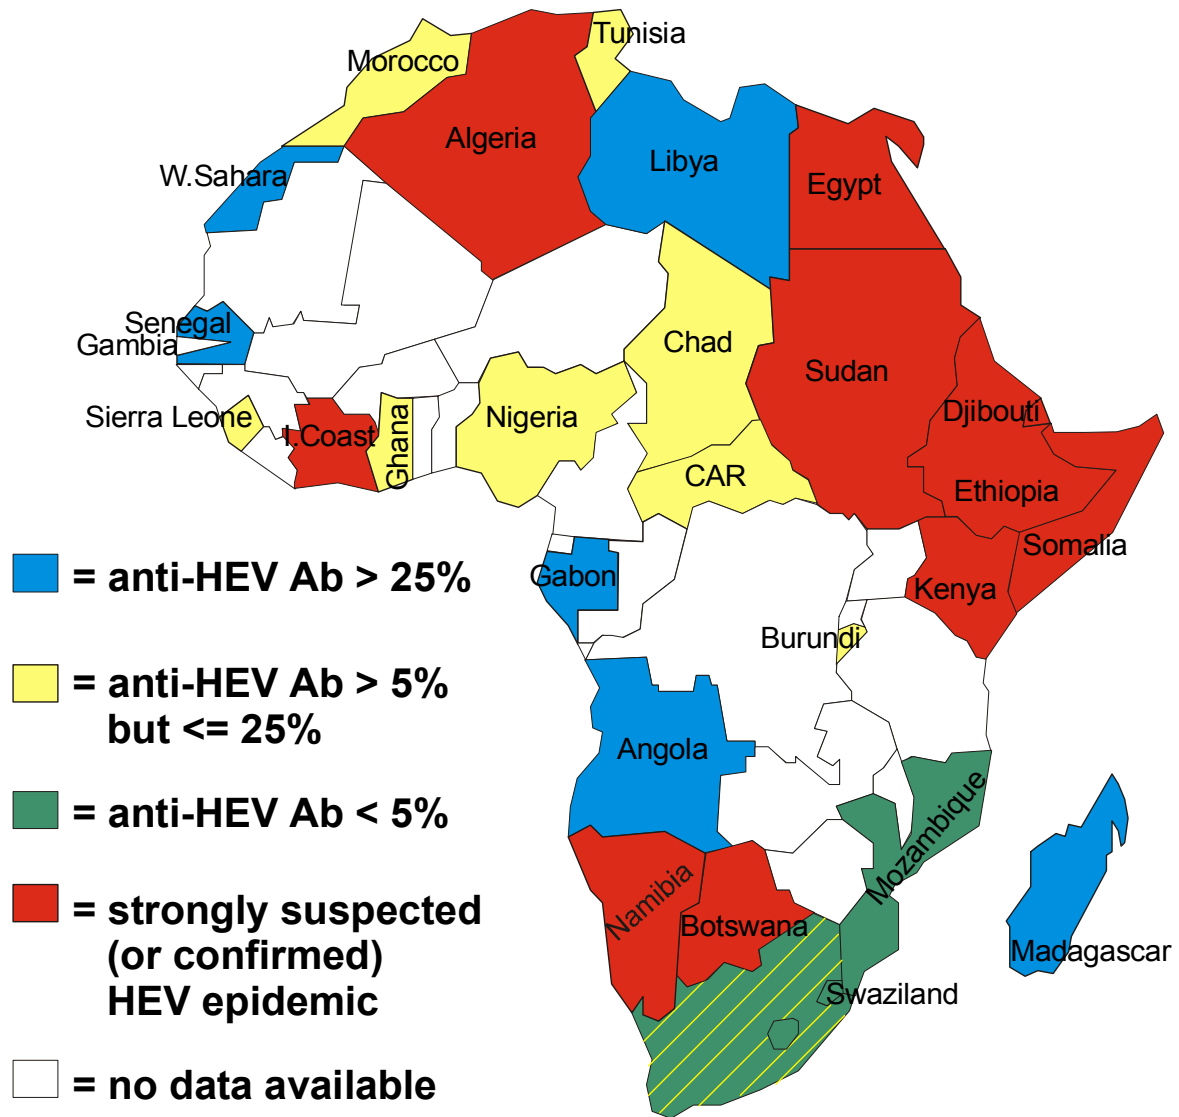 Tunisia
Morocco
Algeria
Libya
W.Sahara
Egypt
Senegal
Gambia
Chad
Sudan
Sierra Leone
I.Coast
Ghana
Nigeria
Djibouti
CAR
Ethiopia
Somalia
= anti-HEV Ab > 25%
Gabon
Kenya
Burundi
= anti-HEV Ab > 5%
but <= 25%
Angola
= anti-HEV Ab < 5%
Mozambique
= strongly suspected
(or confirmed)
HEV epidemic
Namibia
Botswana
Madagascar
Swaziland
= no data available